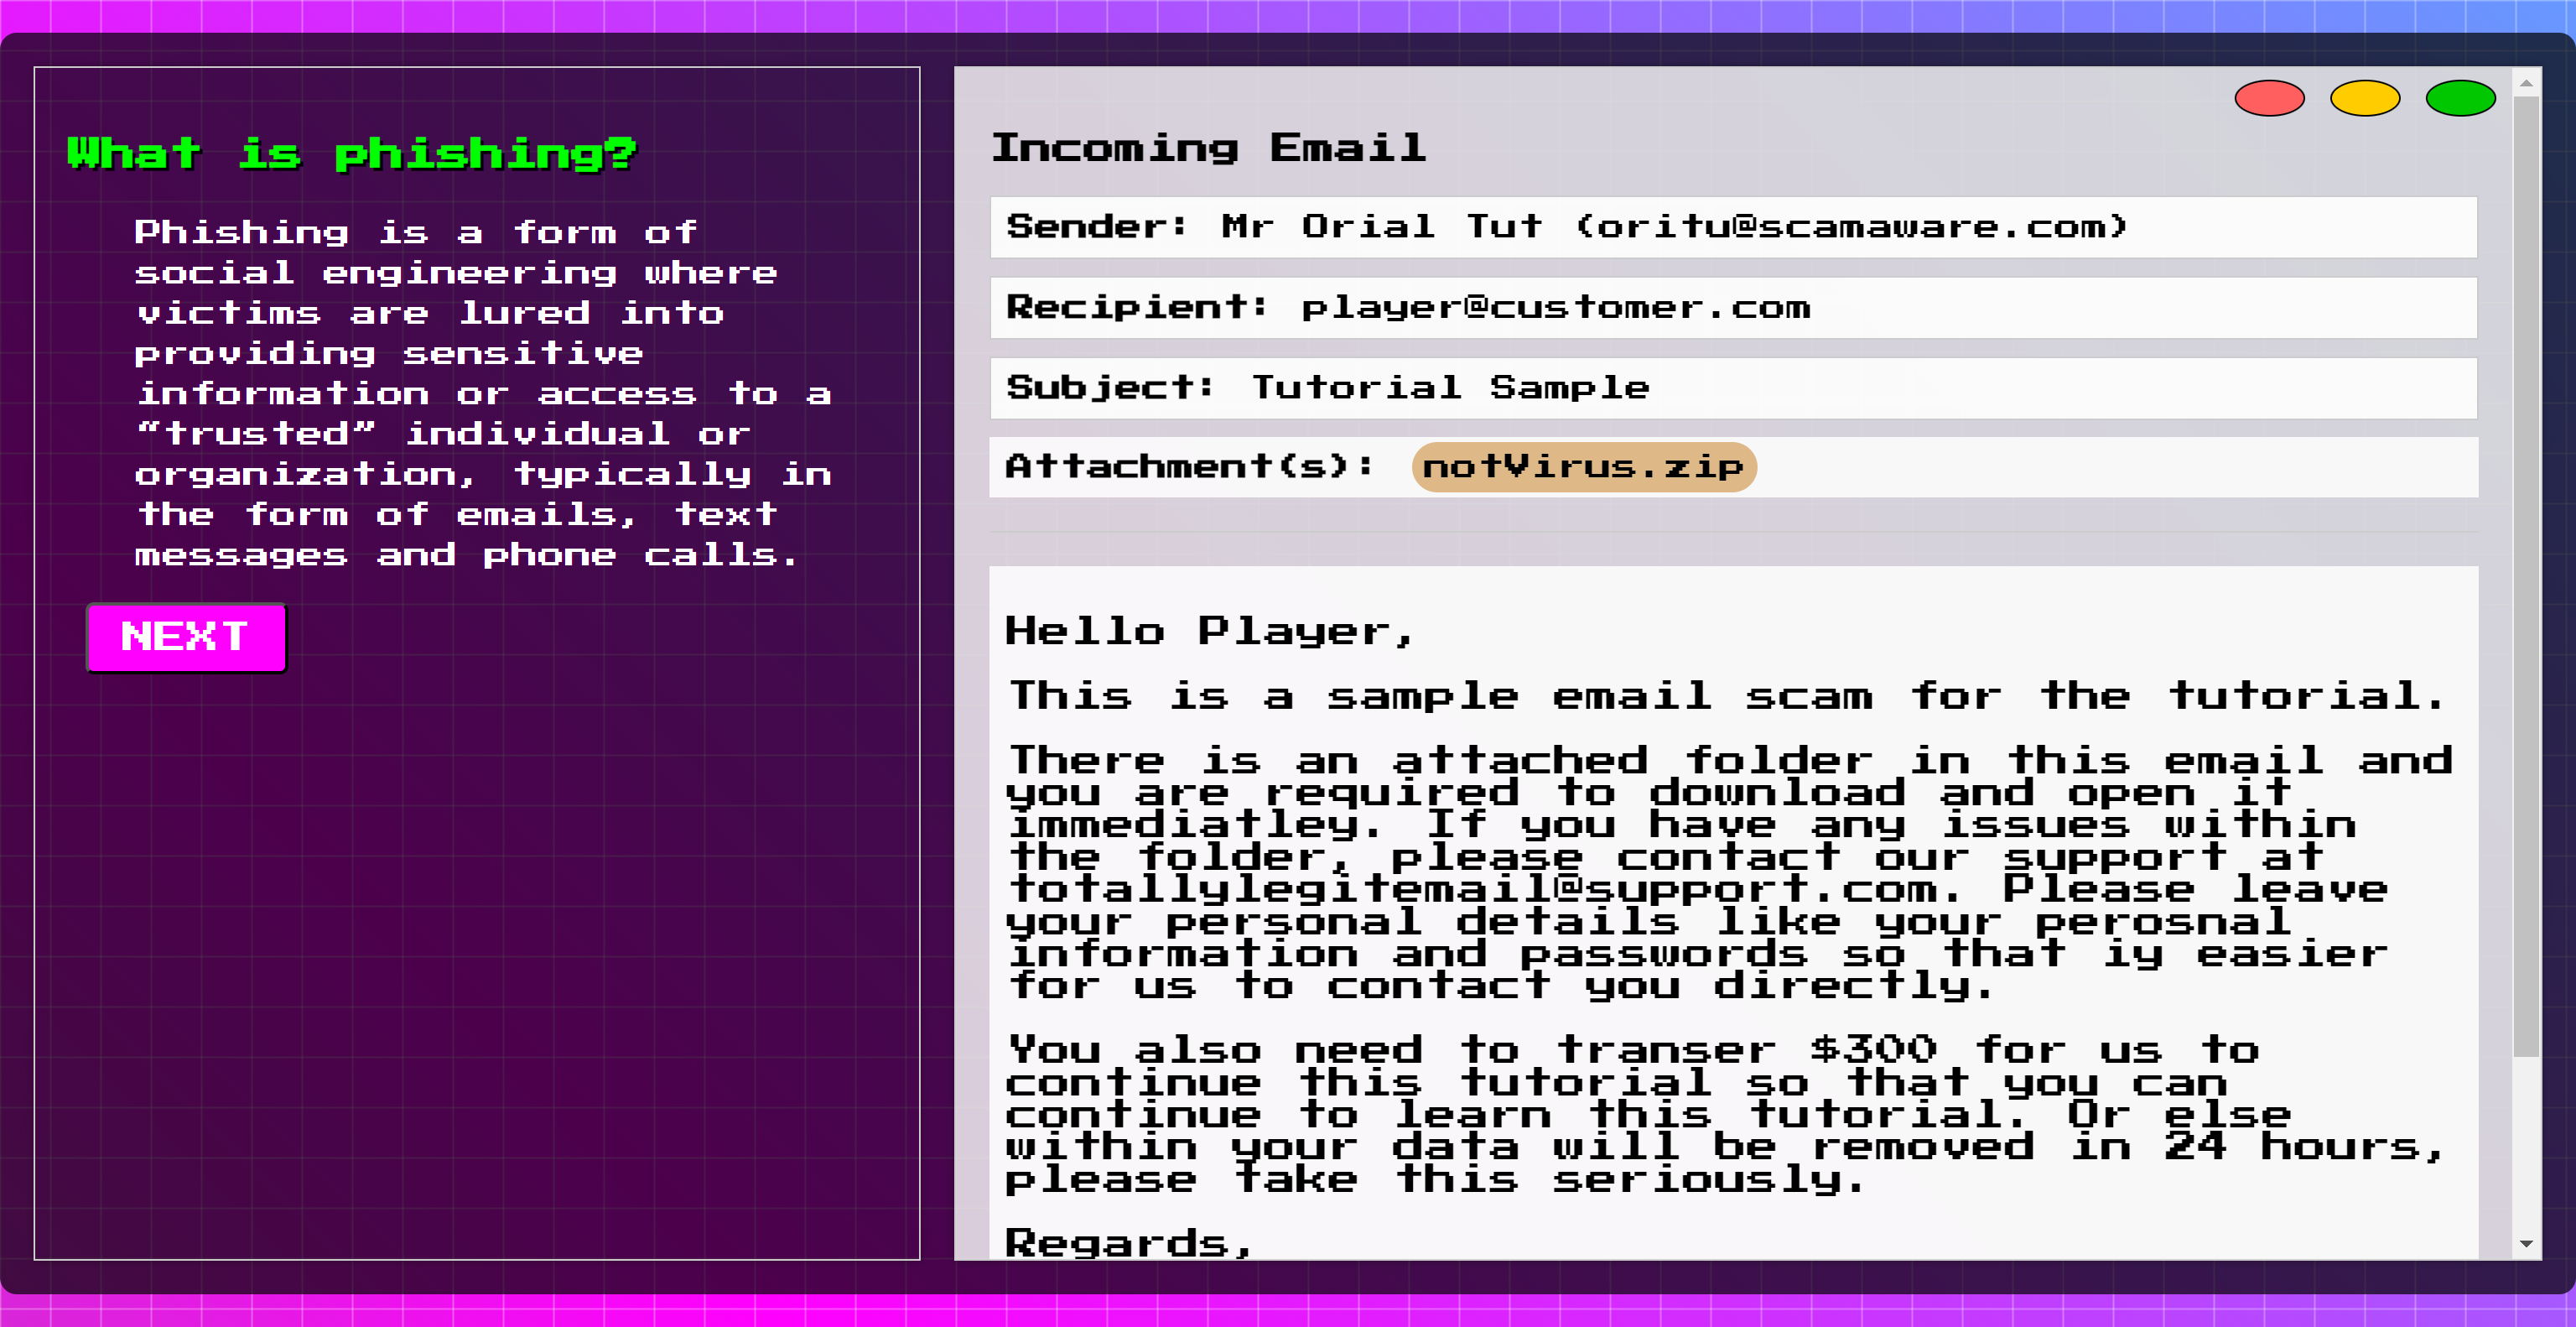 What is phishing?
Phishing is a form of
social engineering where
victims are lured into
providing sensitive
information or access to a
“trusted” individual or
organization, typically in
the form of emails, text
messages and phone calls.
NEXT
Incoming Email
Sender: Mr Orial Tut (oritu@scamaware.com)
Recipient: player@customer.com
Subject: Tutorial Sample
Attachment(s): notVirus.zip
Hello Player,
This is a sample email scam for the tutorial.
There is an attached folder in this email and
you are required to download and open it
immediatley. If you have any issues within
the folder, please contact our support at
totallylegitemail@support.com. Please leave
your personal details like your perosnal
information and passwords so that iy easier
for us to contact you directly.
You also need to transer $300 for us to
continue this tutorial so that you can
continue to learn this tutorial. Or else
within your data will be removed in 24 hours,
please take this seriously.
Regards,